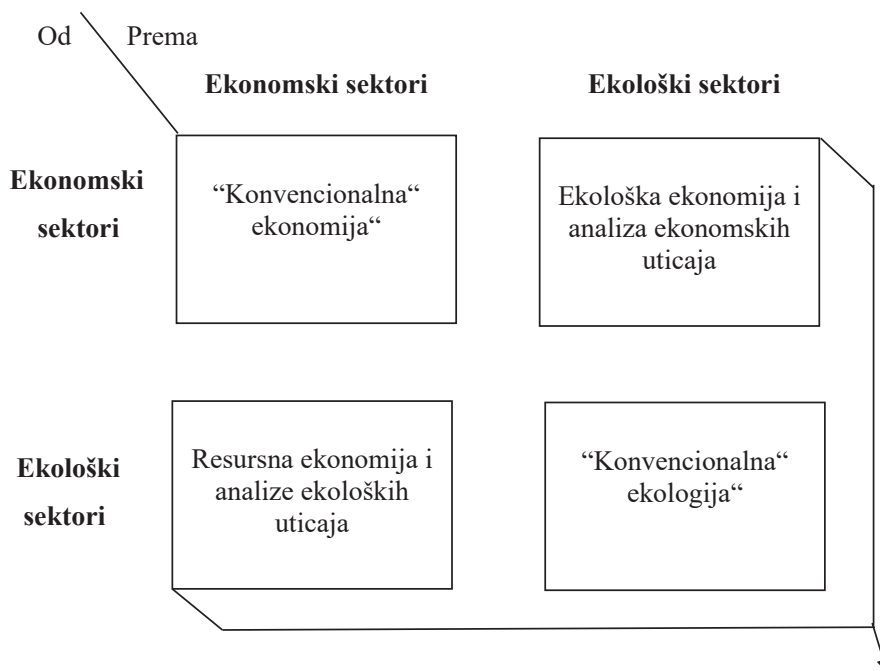 Od Prema
Ekonomski sektori Ekološki sektori
Ekonomski
sektori
“Konvencionalna“
ekonomija“
Ekološka ekonomija i
analiza ekonomskih
uticaja
Ekološki
sektori
Resursna ekonomija i
analize ekoloških
uticaja
“Konvencionalna“
ekologija“